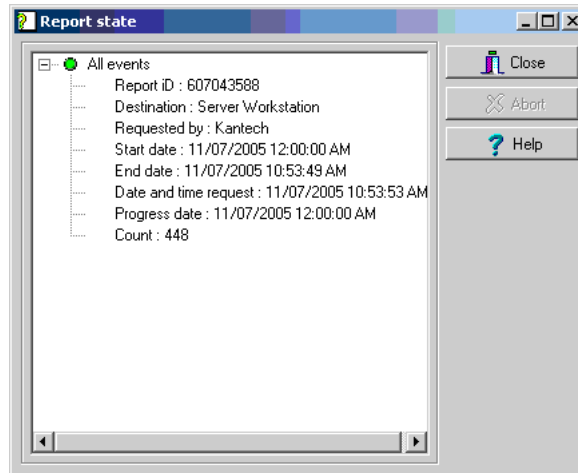 Report state
All events
Report iD : 607043588
Destination : Server Workstation
Requested by : Kantech
Start date : 11/07/2005 12:00:00 AM
End date : 11/07/2005 10:53:49 AM
Date and time request : 11/07/2005 10:53:53 AM
Progress date : 11/07/2005 12:00:00 AM
Count : 448
Close
Abort
Help